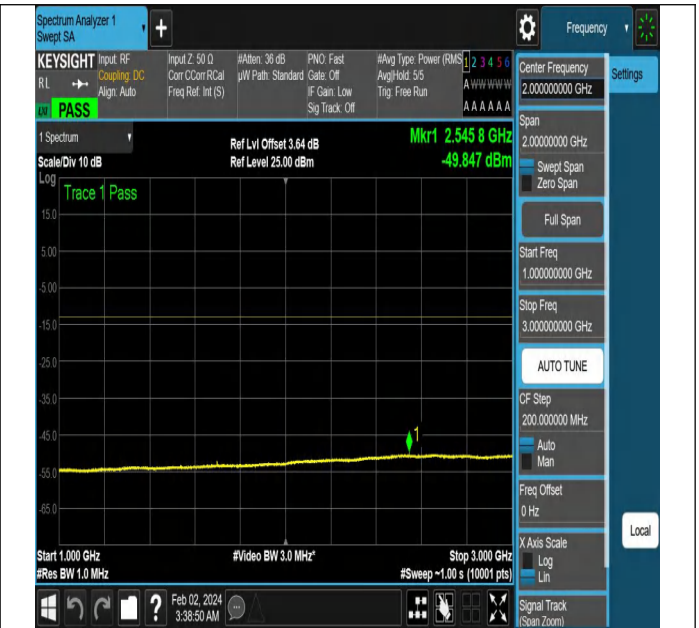 Spectrum Analyzer 1
Swept SA
+
Frequency
KEYSIGHT
RL
Input: RF
Coupling: DC
Align: Auto
Input Z: 50 Ω
Corr CCorr RCal
Freq Ref: Int (S)
#Atten: 36 dB
µW Path: Standard
PNO: Fast
Gate: Off
IF Gain: Low
Sig Track: Off
#Avg Type: Power (RMS
Avg|Hold: 5/5
Trig: Free Run
1 2 3 4 5 6
A W W W W W
A A A A A A
PASS
1 Spectrum
Scale/Div 10 dB
Ref Lvl Offset 3.64 dB
Ref Level 25.00 dBm
Mkr1 2.545 8 GHz
-49.847 dBm
Log
Trace 1 Pass
15.0
5.00
-5.00
-15.0
-25.0
-35.0
-45.0
-55.0
-65.0
1
Start 1.000 GHz
#Res BW 1.0 MHz
#Video BW 3.0 MHz*
Stop 3.000 GHz
#Sweep ~1.00 s (10001 pts)
?
Feb 02, 2024
3:38:50 AM
Center Frequency
2.000000000 GHz
Span
2.00000000 GHz
Swept Span
Zero Span
Full Span
Start Freq
1.000000000 GHz
Stop Freq
3.000000000 GHz
AUTO TUNE
CF Step
200.000000 MHz
Auto
Man
Freq Offset
0 Hz
X Axis Scale
Log
Lin
Signal Track
(Span Zoom)
Settings
Local